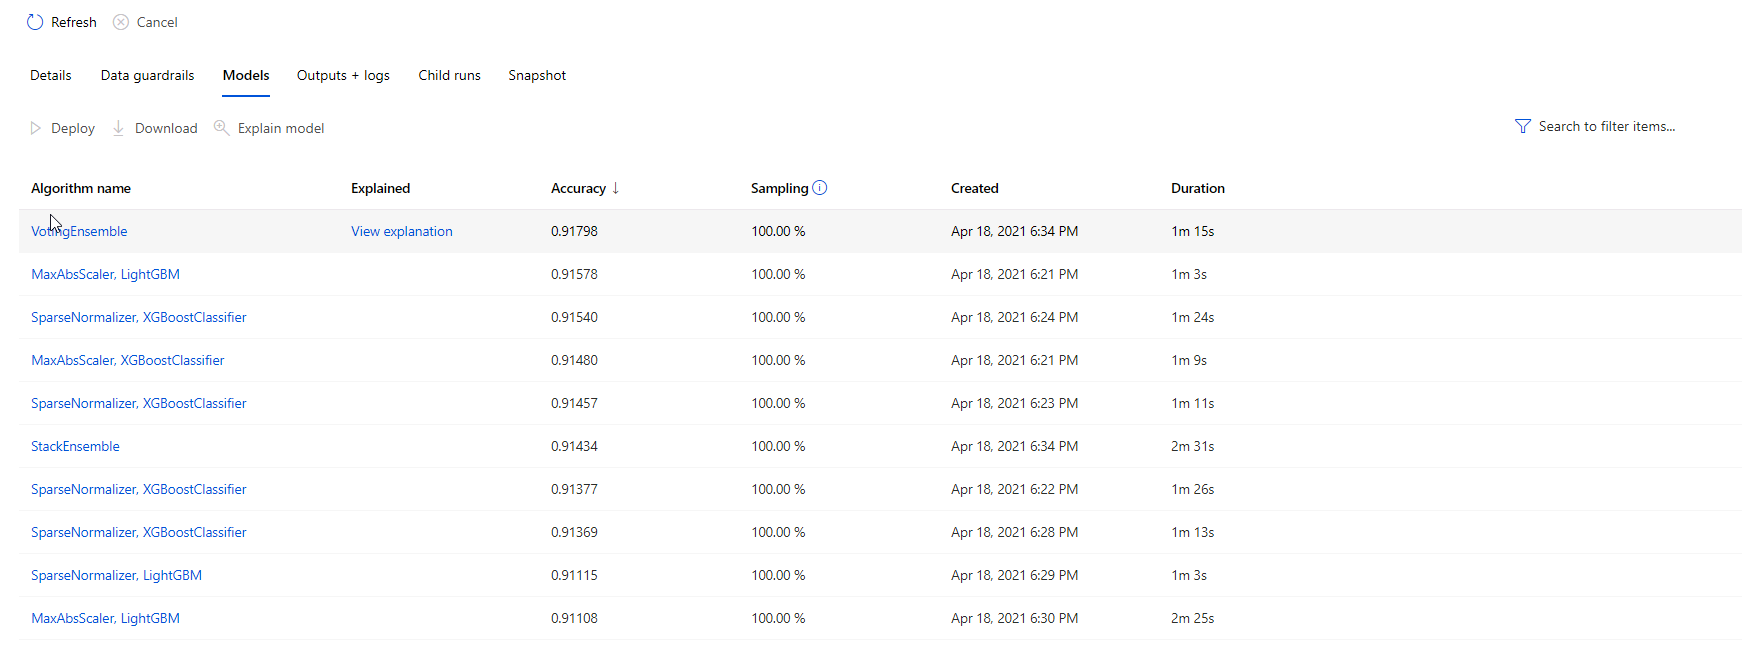 Refresh Cancel
Details Data guardrails Models Outputs + logs Child runs Snapshot
Deploy Download Explain model Search to filter items...
Algorithm name Explained Accuracy ↓ Sampling Created Duration
VotingEnsemble View explanation 0.91798 100.00 % Apr 18, 2021 6:34 PM 1m 15s
MaxAbsScaler, LightGBM 0.91578 100.00 % Apr 18, 2021 6:21 PM 1m 3s
SparseNormalizer, XGBoostClassifier 0.91540 100.00 % Apr 18, 2021 6:24 PM 1m 24s
MaxAbsScaler, XGBoostClassifier 0.91480 100.00 % Apr 18, 2021 6:21 PM 1m 9s
SparseNormalizer, XGBoostClassifier 0.91457 100.00 % Apr 18, 2021 6:23 PM 1m 11s
StackEnsemble 0.91434 100.00 % Apr 18, 2021 6:34 PM 2m 31s
SparseNormalizer, XGBoostClassifier 0.91377 100.00 % Apr 18, 2021 6:22 PM 1m 26s
SparseNormalizer, XGBoostClassifier 0.91369 100.00 % Apr 18, 2021 6:28 PM 1m 13s
SparseNormalizer, LightGBM 0.91115 100.00 % Apr 18, 2021 6:29 PM 1m 3s
MaxAbsScaler, LightGBM 0.91108 100.00 % Apr 18, 2021 6:30 PM 2m 25s